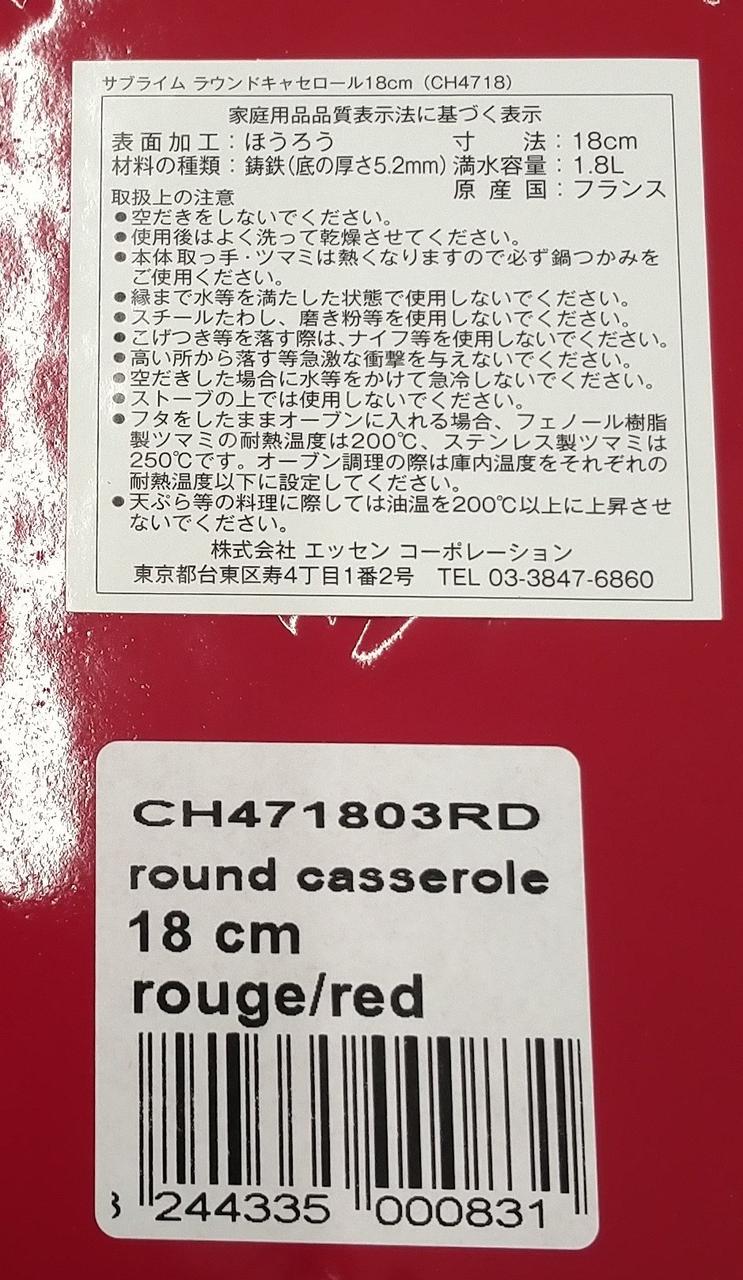 サブライム ラウンドキャセロール18cm（CH4718）
家庭用品品質表示法に基づく表示
表面加工：ほうろう 寸法：18cm
材料の種類：鋳鉄（底の厚さ5.2mm） 満水容量：1.8L
原産国：フランス
取扱上の注意
●空だきをしないでください。
●使用後はよく洗って乾燥させてください。
●本体取っ手・ツマミは熱くなりますので必ず鍋つかみを
ご使用ください。
●縁まで水等を満たした状態で使用しないでください。
●スチールたわし、磨き粉等を使用しないでください。
●こげつき等を落す際は、ナイフ等を使用しないでください。
●高い所から落す等急激な衝撃を与えないでください。
●空だきした場合に水等をかけて急冷しないでください。
●ストーブの上では使用しないでください。
●フタをしたままオーブンに入れる場合、フェノール樹脂
製ツマミの耐熱温度は200℃、ステンレス製ツマミは
250℃です。オーブン調理の際は庫内温度をそれぞれの
耐熱温度以下に設定してください。
●天ぷら等の料理に際しては油温を200℃以上に上昇させ
ないでください。
株式会社 エッセン コーポレーション
東京都台東区寿4丁目1番2号 TEL 03-3847-6860
CH471803RD
round casserole
18 cm
rouge/red
3 244335 000831